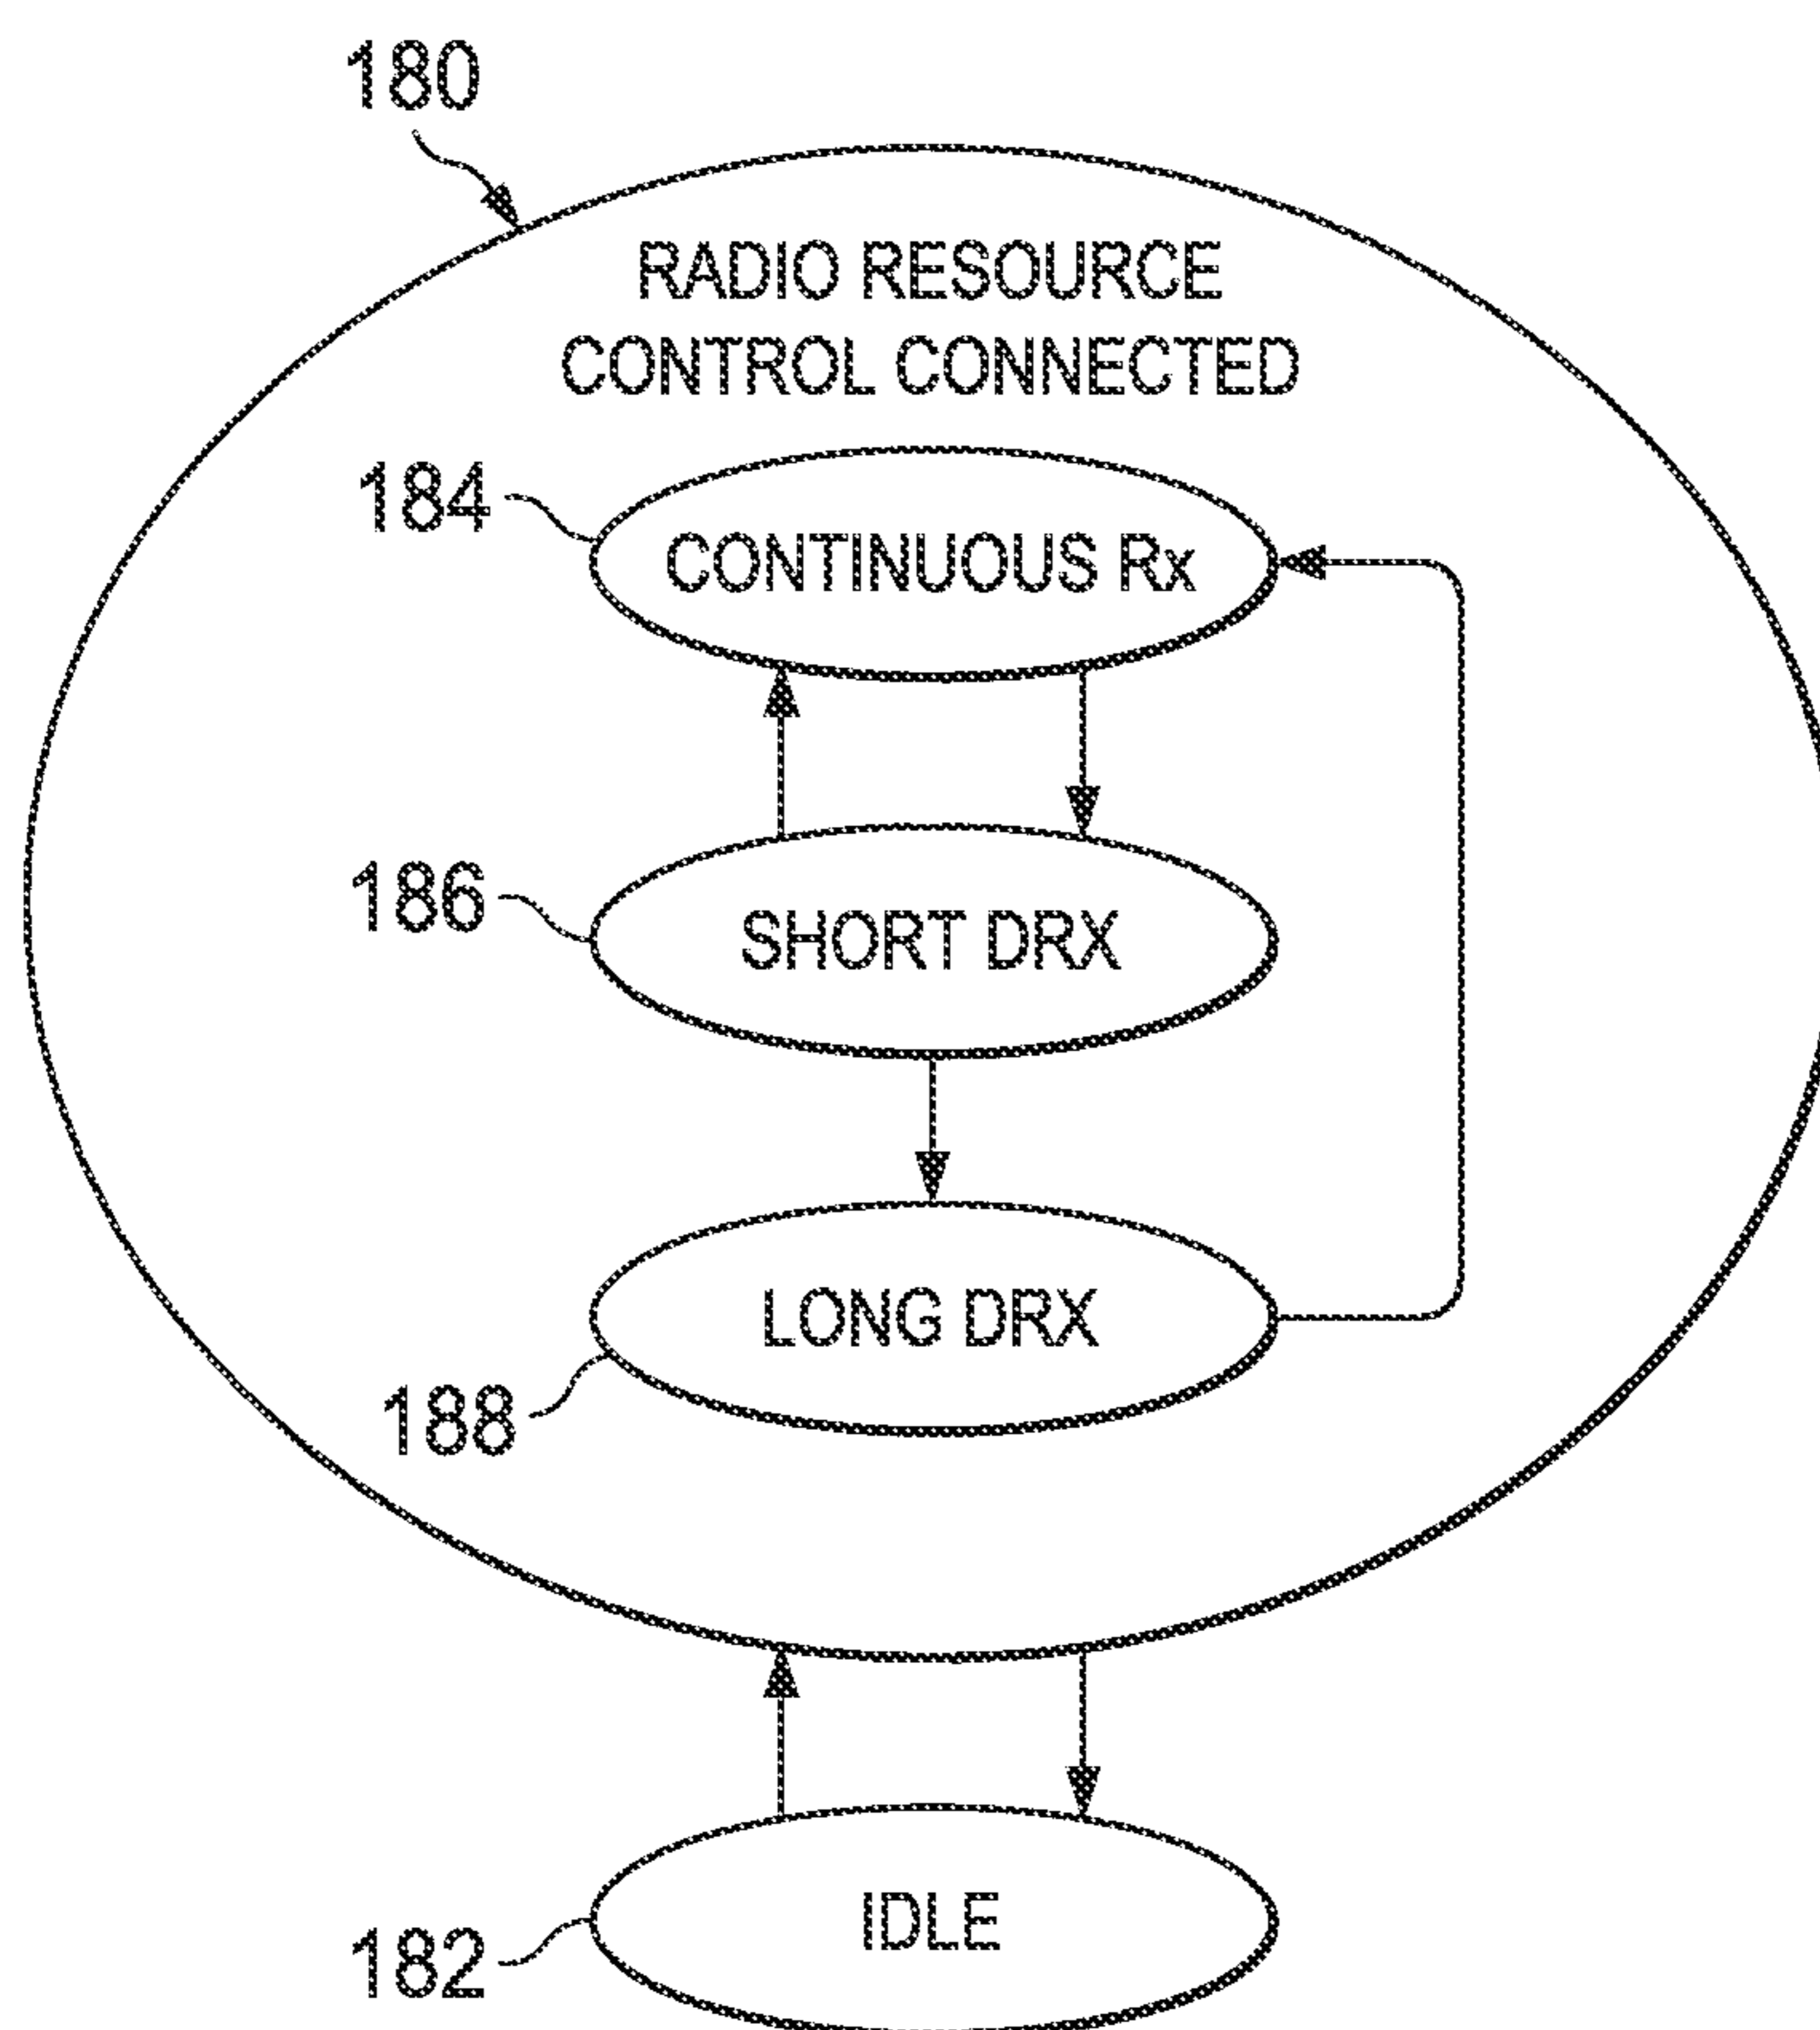 180
RADIO RESOURCE
CONTROL CONNECTED
184
CONTINUOUS Rx
186
SHORT DRX
LONG DRX
188
IDLE
182